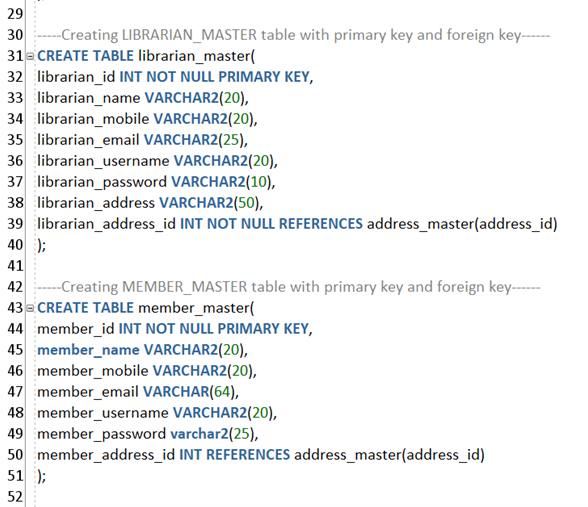 29
30 -----Creating LIBRARIAN_MASTER table with primary key and foreign key------
31 CREATE TABLE librarian_master(
32 librarian_id INT NOT NULL PRIMARY KEY,
33 librarian_name VARCHAR2(20),
34 librarian_mobile VARCHAR2(20),
35 librarian_email VARCHAR2(25),
36 librarian_username VARCHAR2(20),
37 librarian_password VARCHAR2(10),
38 librarian_address VARCHAR2(50),
39 librarian_address_id INT NOT NULL REFERENCES address_master(address_id)
40 );
41
42 -----Creating MEMBER_MASTER table with primary key and foreign key------
43 CREATE TABLE member_master(
44 member_id INT NOT NULL PRIMARY KEY,
45 member_name VARCHAR2(20),
46 member_mobile VARCHAR2(20),
47 member_email VARCHAR(64),
48 member_username VARCHAR2(20),
49 member_password varchar2(25),
50 member_address_id INT REFERENCES address_master(address_id)
51 );
52